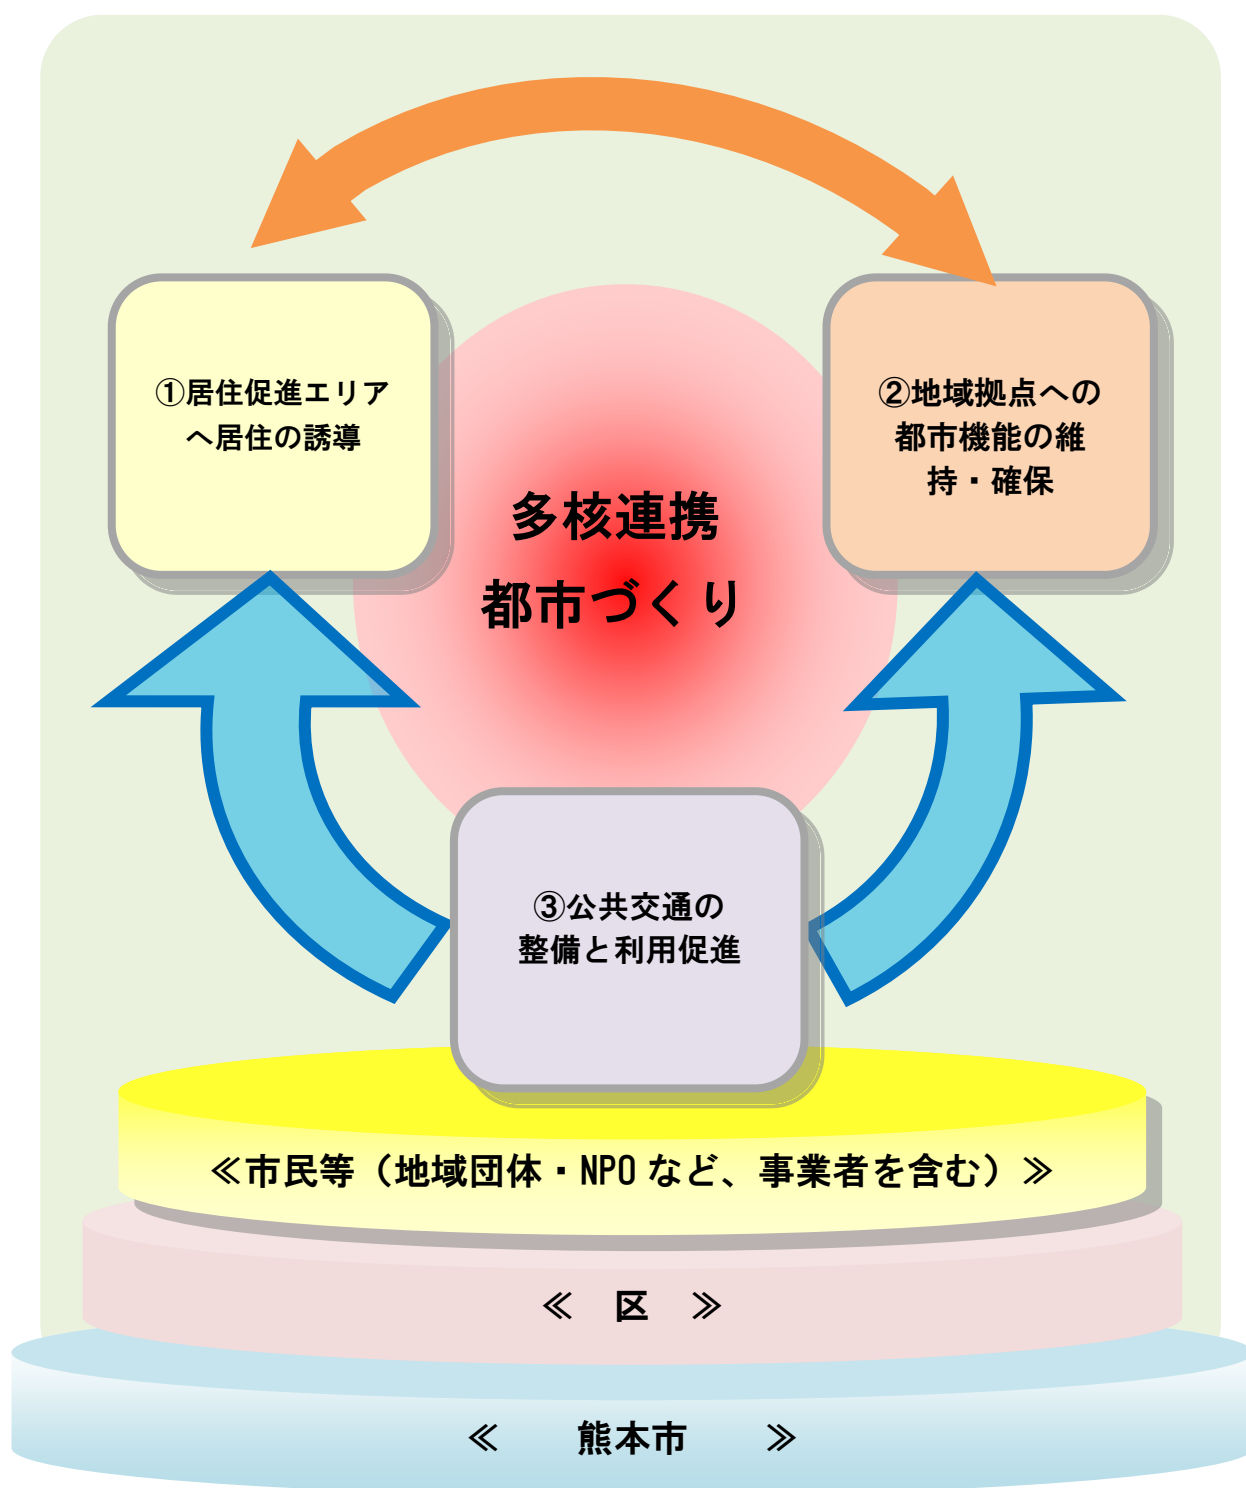 ①居住促進エリア
へ居住の誘導
②地域拠点への
都市機能の維
持・確保
多核連携
都市づくり
③公共交通の
整備と利用促進
≪市民等（地域団体・NPOなど、事業者を含む）≫
≪　区　≫
≪　　熊本市　　≫